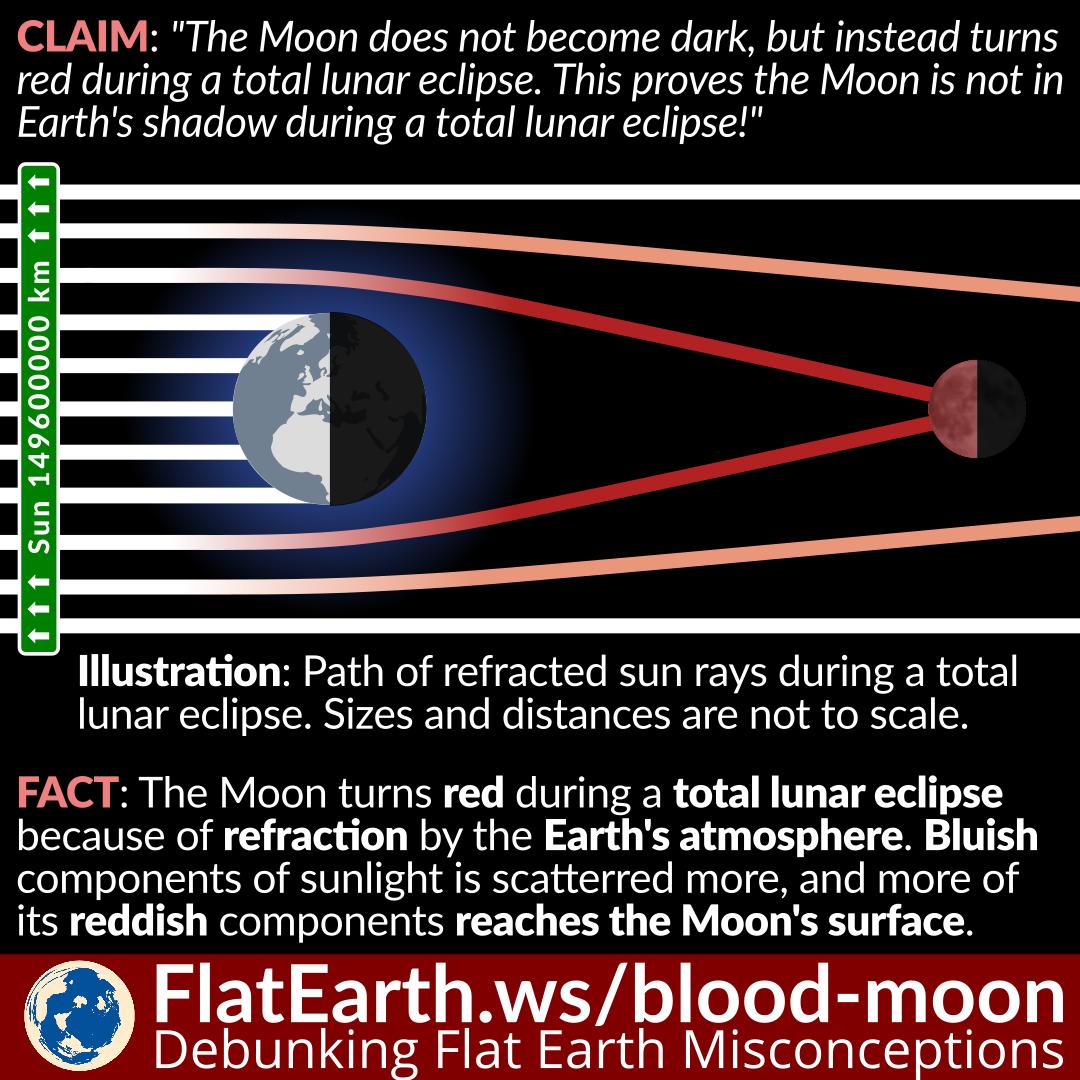 CLAIM: "The Moon does not become dark, but instead turns
red during a total lunar eclipse. This proves the Moon is not in
Earth's shadow during a total lunar eclipse!"
Sun 149600000 km
Illustration: Path of refracted sun rays during a total
lunar eclipse. Sizes and distances are not to scale.
FACT: The Moon turns red during a total lunar eclipse
because of refraction by the Earth's atmosphere. Bluish
components of sunlight is scatterred more, and more of
its reddish components reaches the Moon's surface.
FlatEarth.ws/blood-moon
Debunking Flat Earth Misconceptions